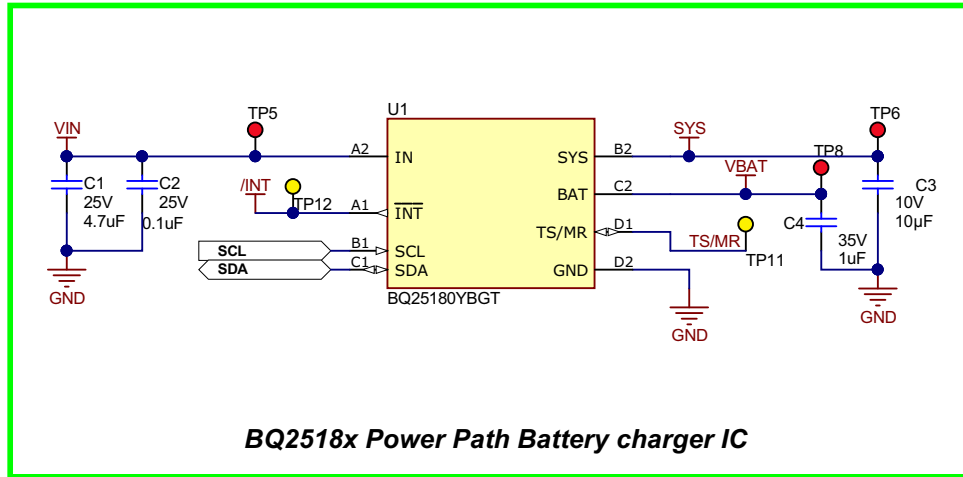 U1
VIN
TP5
SYS
TP6
TP8
A2
IN
SYS
B2
VBAT
C1
25V
4.7uF
C2
25V
0.1uF
/INT
TP12
A1
INT
BAT
C2
C3
10V
10µF
TS/MR
D1
TS/MR
TP11
C4
35V
1uF
SCL
B1
SCL
SDA
C1
SDA
GND
D2
BQ25180YBGT
GND
GND
GND
BQ2518x Power Path Battery charger IC